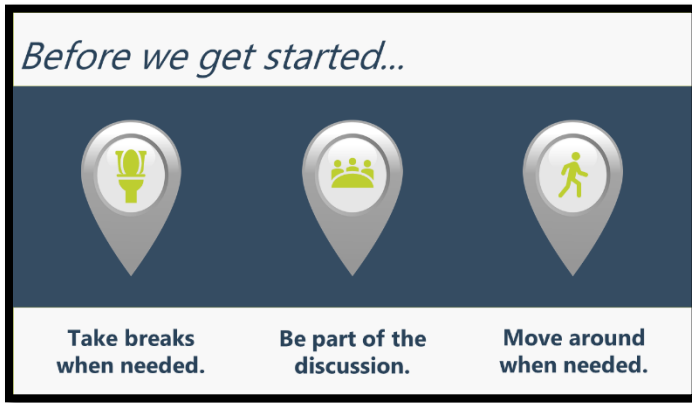 Before we get started...
Take breaks
when needed.
Be part of the
discussion.
Move around
when needed.